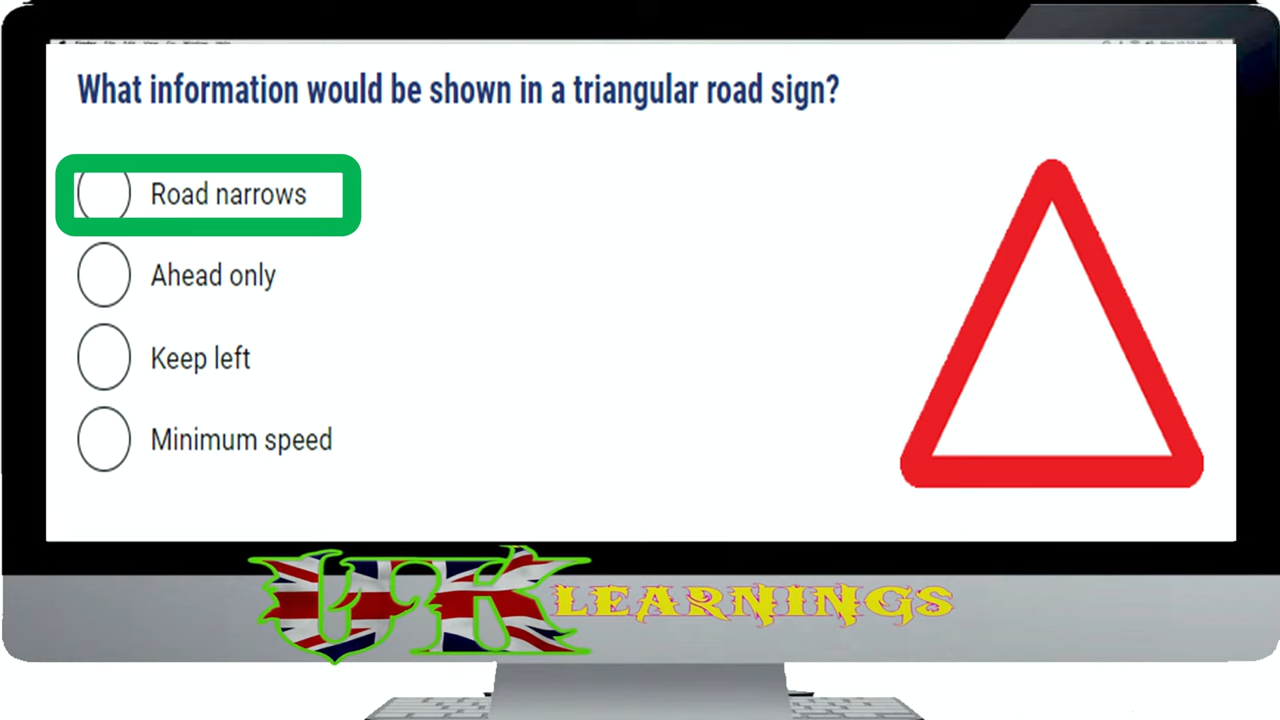 What information would be shown in a triangular road sign?
Road narrows
Ahead only
Keep left
Minimum speed
UK LEARNINGS